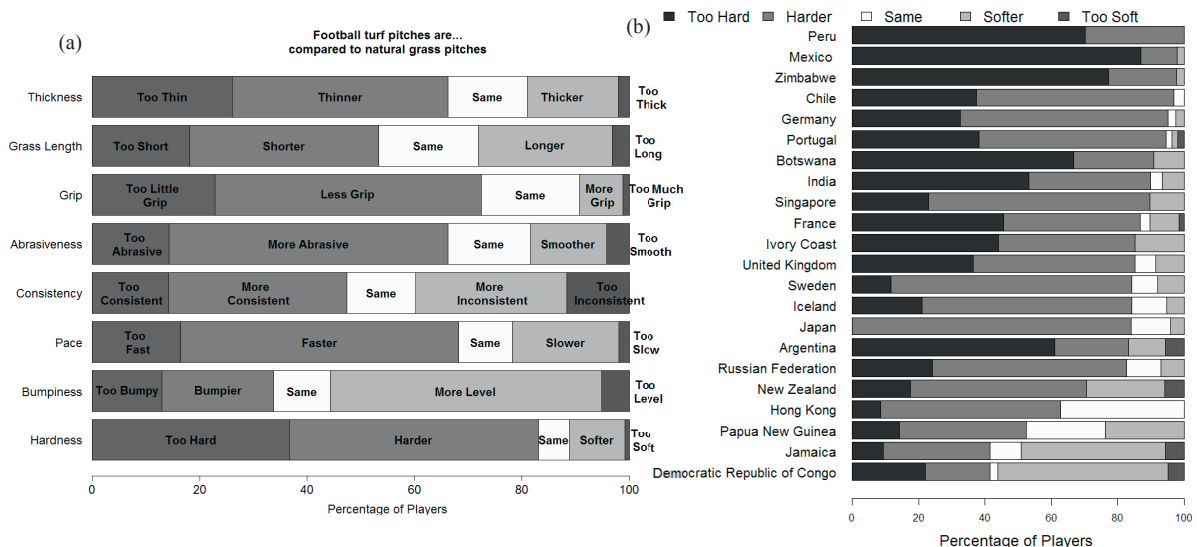 (a)
Football turf pitches are...
compared to natural grass pitches
Thickness
Too Thin
Thinner
Same
Thicker
Too
Thick
Grass Length
Too Short
Shorter
Same
Longer
Too
Long
Grip
Too Little
Grip
Less Grip
Same
More
Grip
Too Much
Grip
Abrasiveness
Too
Abrasive
More Abrasive
Same
Smoother
Too
Smooth
Consistency
Too
Consistent
More
Consistent
Same
More
Inconsistent
Too
Inconsistent
Pace
Too
Fast
Faster
Same
Slower
Too
Slow
Bumpiness
Too Bumpy
Bumpier
Same
More Level
Too
Level
Hardness
Too Hard
Harder
Same
Softer
Too
Soft
0 20 40 60 80 100
Percentage of Players
(b)
Too Hard Harder Same Softer Too Soft
Peru
Mexico
Zimbabwe
Chile
Germany
Portugal
Botswana
India
Singapore
France
Ivory Coast
United Kingdom
Sweden
Iceland
Japan
Argentina
Russian Federation
New Zealand
Hong Kong
Papua New Guinea
Jamaica
Democratic Republic of Congo
0 20 40 60 80 100
Percentage of Players